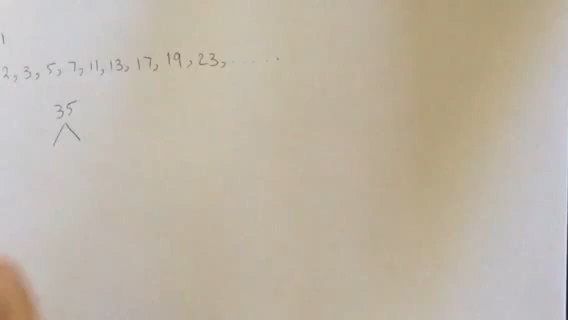 1
2, 3, 5, 7, 11, 13, 17, 19, 23, .....
35